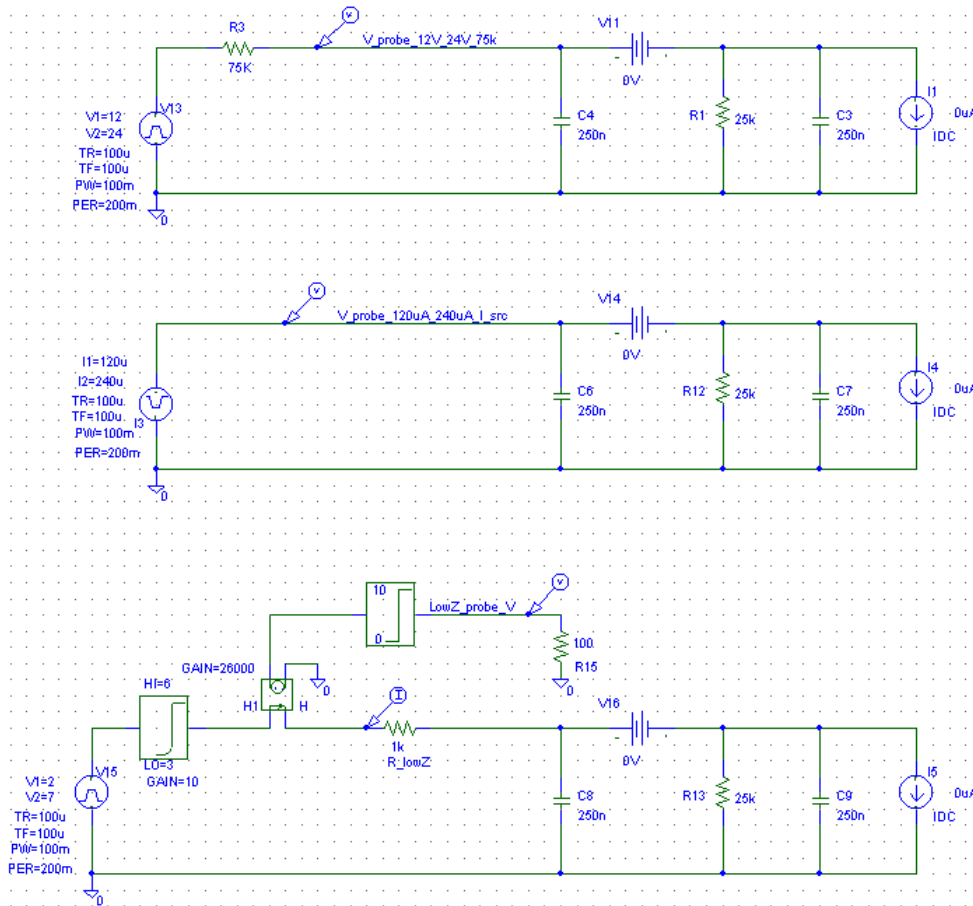 V
V11
R3
V_probe_12V_24V_75k
75K
V13
I1
V1=12
V2=24
TR=100u
TF=100u
PW=100m
PER=200m
0
0V
C4
250n
R1
25k
C3
250n
0uA
IDC
V
V14
V_probe_120uA_240uA_I_src
0V
I1=120u
I2=240u
TR=100u.
TF=100u.
I3
PW=100m
PER=200m
0
C6
250n
R12
25k
C7
250n
I4
0uA
IDC
10
0
LowZ_probe_V
V
100
R15
0
GAIN=26000
0
H1
H
HI=6
LO=3
GAIN=10
I
1k
R_lowZ
V16
0V
V15
V1=2
V2=7
TR=100u
TF=100u
PW=100m
PER=200m
0
C8
250n
R13
25k
C9
250n
I5
0uA
IDC